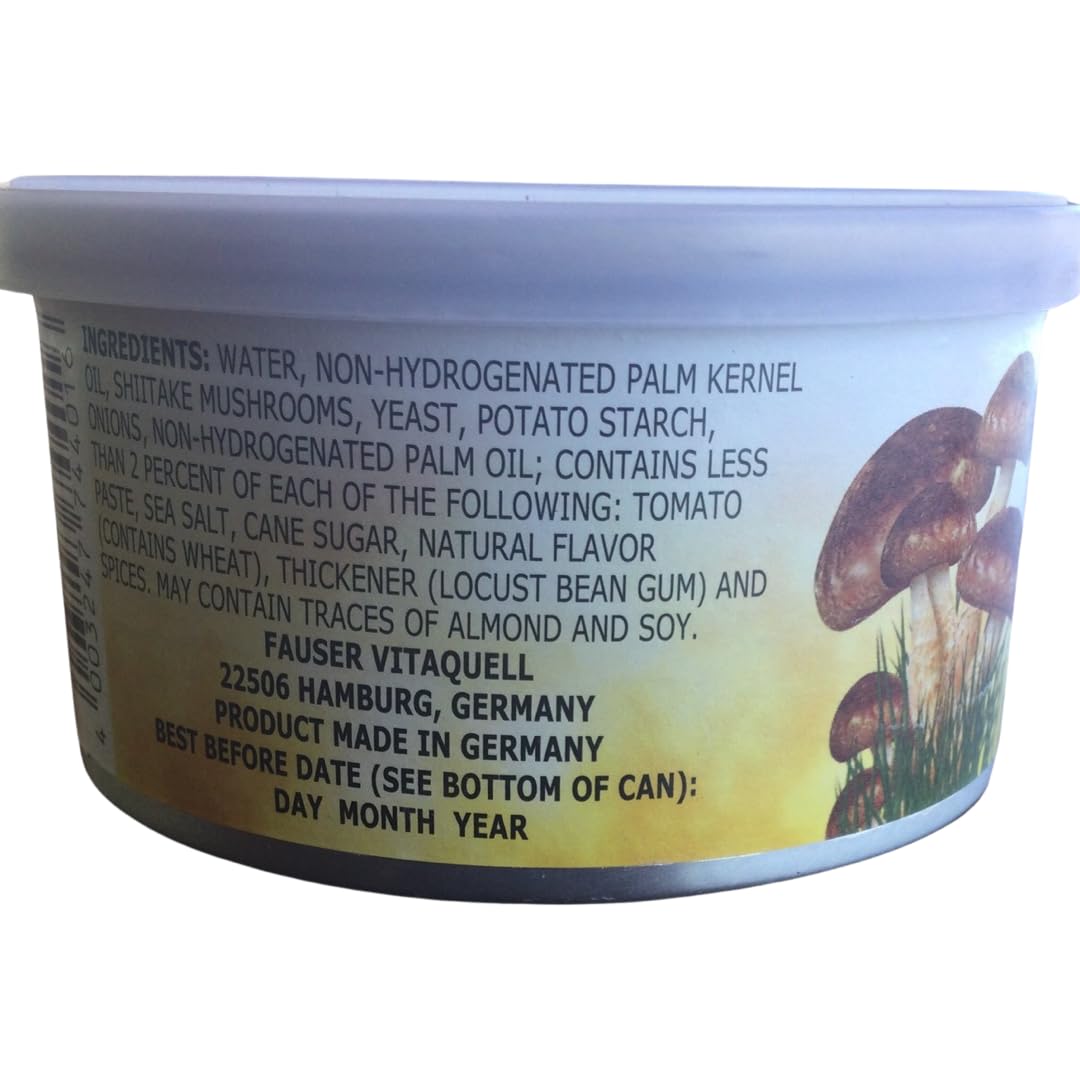 INGREDIENTS: WATER, NON-HYDROGENATED PALM KERNEL
OIL, SHIITAKE MUSHROOMS, YEAST, POTATO STARCH,
ONIONS, NON-HYDROGENATED PALM OIL; CONTAINS LESS
THAN 2 PERCENT OF EACH OF THE FOLLOWING: TOMATO
PASTE, SEA SALT, CANE SUGAR, NATURAL FLAVOR
(CONTAINS WHEAT), THICKENER (LOCUST BEAN GUM) AND
SPICES. MAY CONTAIN TRACES OF ALMOND AND SOY.
FAUSER VITAQUELL
22506 HAMBURG, GERMANY
PRODUCT MADE IN GERMANY
BEST BEFORE DATE (SEE BOTTOM OF CAN):
DAY MONTH YEAR
4 003247 744016